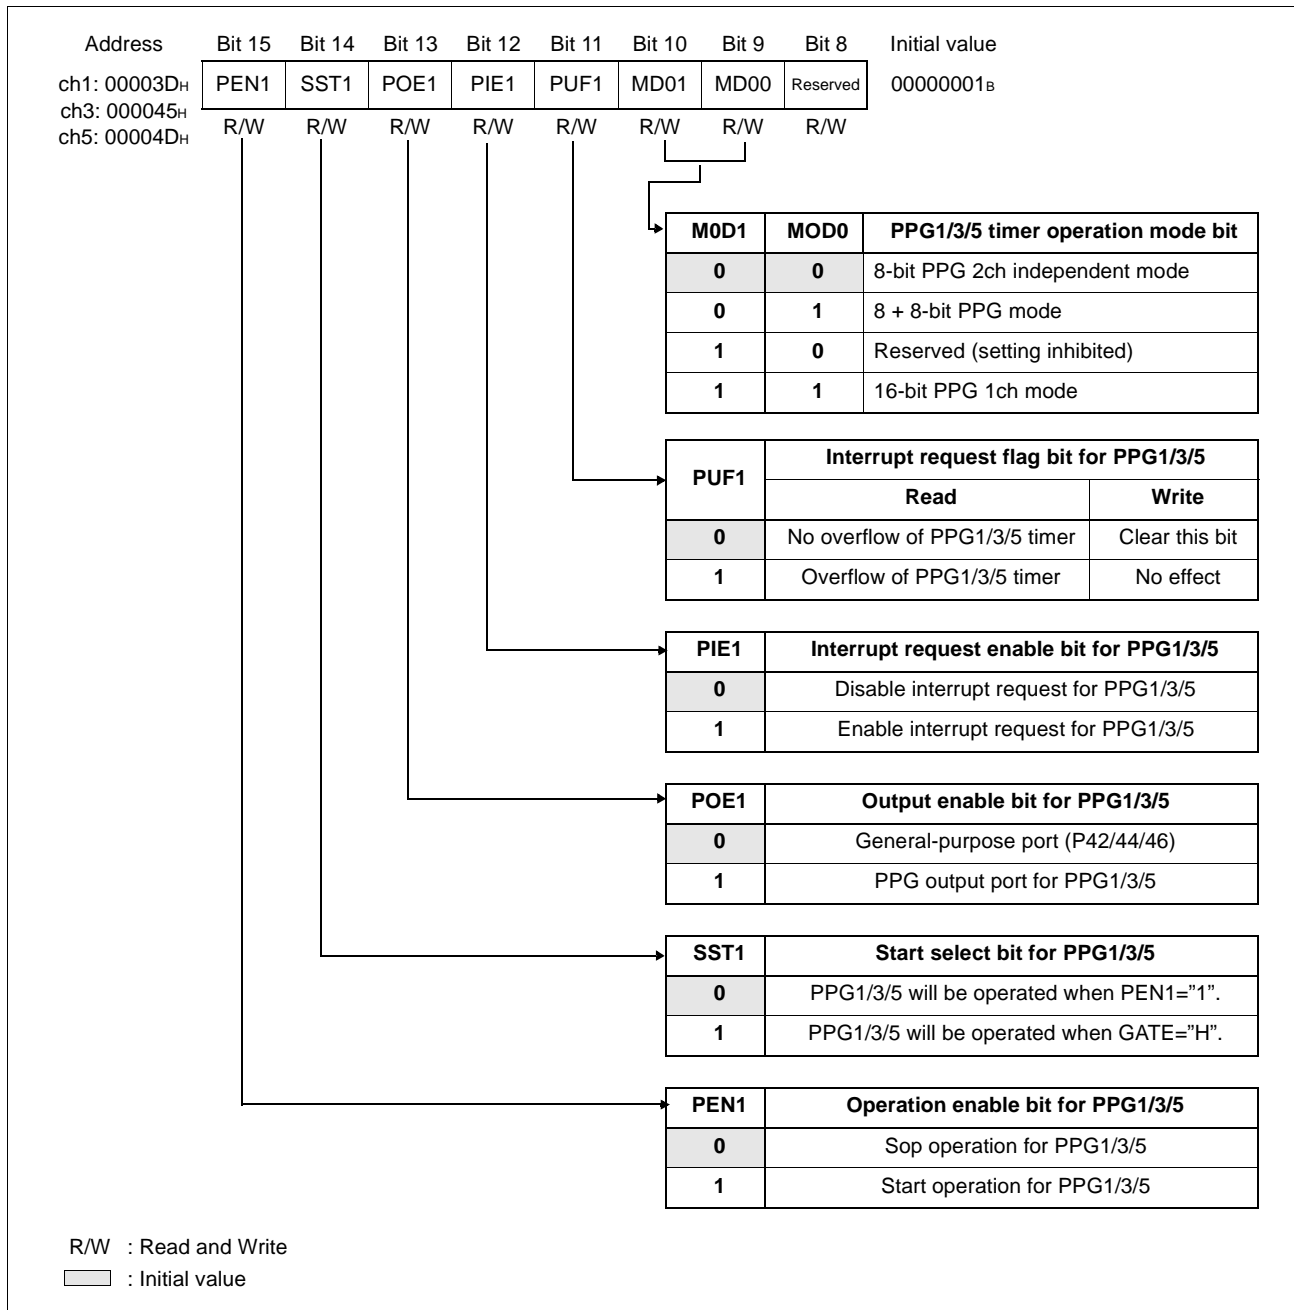 Address Bit 15 Bit 14 Bit 13 Bit 12 Bit 11 Bit 10 Bit 9 Bit 8 Initial value
ch1: 00003DH PEN1 SST1 POE1 PIE1 PUF1 MD01 MD00 Reserved 00000001B
ch3: 000045H
ch5: 00004DH R/W R/W R/W R/W R/W R/W R/W R/W
M0D1 MOD0 PPG1/3/5 timer operation mode bit
0 0 8-bit PPG 2ch independent mode
0 1 8 + 8-bit PPG mode
1 0 Reserved (setting inhibited)
1 1 16-bit PPG 1ch mode
PUF1 Interrupt request flag bit for PPG1/3/5
Read Write
0 No overflow of PPG1/3/5 timer Clear this bit
1 Overflow of PPG1/3/5 timer No effect
PIE1 Interrupt request enable bit for PPG1/3/5
0 Disable interrupt request for PPG1/3/5
1 Enable interrupt request for PPG1/3/5
POE1 Output enable bit for PPG1/3/5
0 General-purpose port (P42/44/46)
1 PPG output port for PPG1/3/5
SST1 Start select bit for PPG1/3/5
0 PPG1/3/5 will be operated when PEN1=”1”.
1 PPG1/3/5 will be operated when GATE=”H”.
PEN1 Operation enable bit for PPG1/3/5
0 Sop operation for PPG1/3/5
1 Start operation for PPG1/3/5
R/W : Read and Write
: Initial value